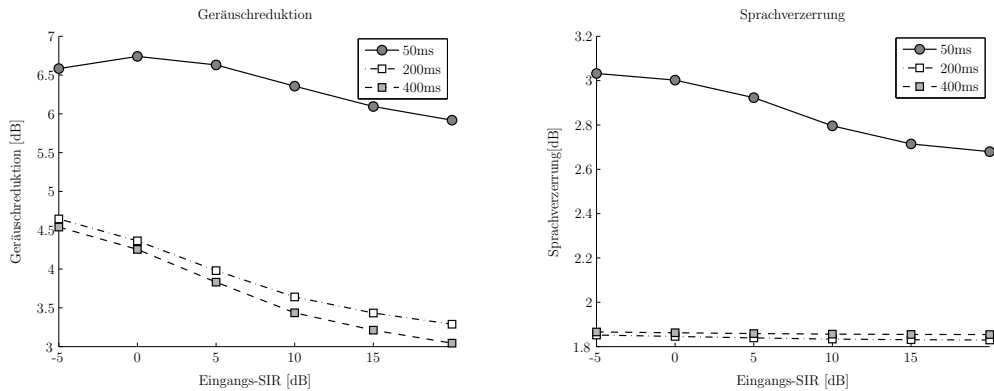 Geräuschreduktion
7
6.5
6
5.5
5
4.5
4
3.5
3
-5
0
5
10
15
Geräuschreduktion [dB]
Eingangs-SIR [dB]
50ms
200ms
400ms
Sprachverzerrung
3.2
3
2.8
2.6
2.4
2.2
2
1.8
-5
0
5
10
15
Sprachverzerrung[dB]
Eingangs-SIR [dB]
50ms
200ms
400ms